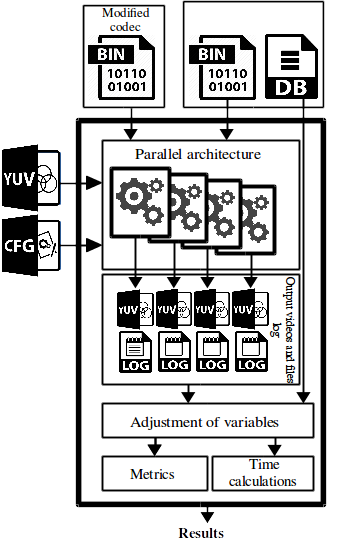 Modified
codec
BIN
10110
01001
BIN
10110
01001
DB
Parallel architecture
YUV
CFG
YUV
YUV
YUV
YUV
LOG
LOG
LOG
LOG
Output videos and files
log
Adjustment of variables
Metrics
Time
calculations
Results